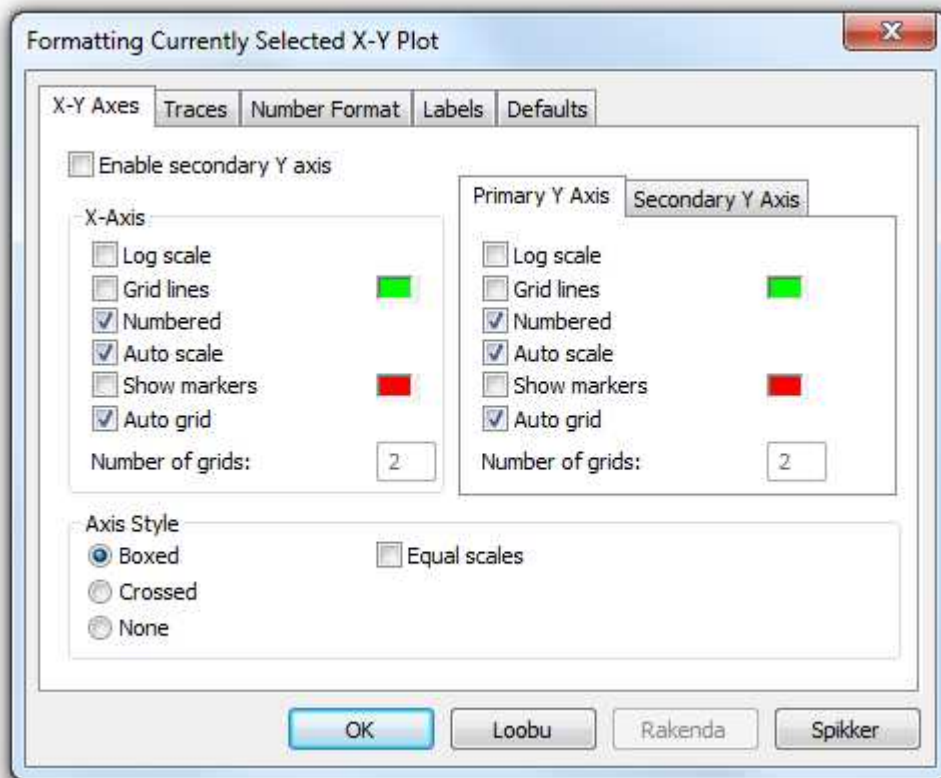 Formatting Currently Selected X-Y Plot
X-Y Axes Traces Number Format Labels Defaults
Enable secondary Y axis
X-Axis
Log scale
Grid lines
Numbered
Auto scale
Show markers
Auto grid
Number of grids: 2
Primary Y Axis Secondary Y Axis
Log scale
Grid lines
Numbered
Auto scale
Show markers
Auto grid
Number of grids: 2
Axis Style
Boxed Equal scales
Crossed
None
OK Loobu Rakenda Spikker